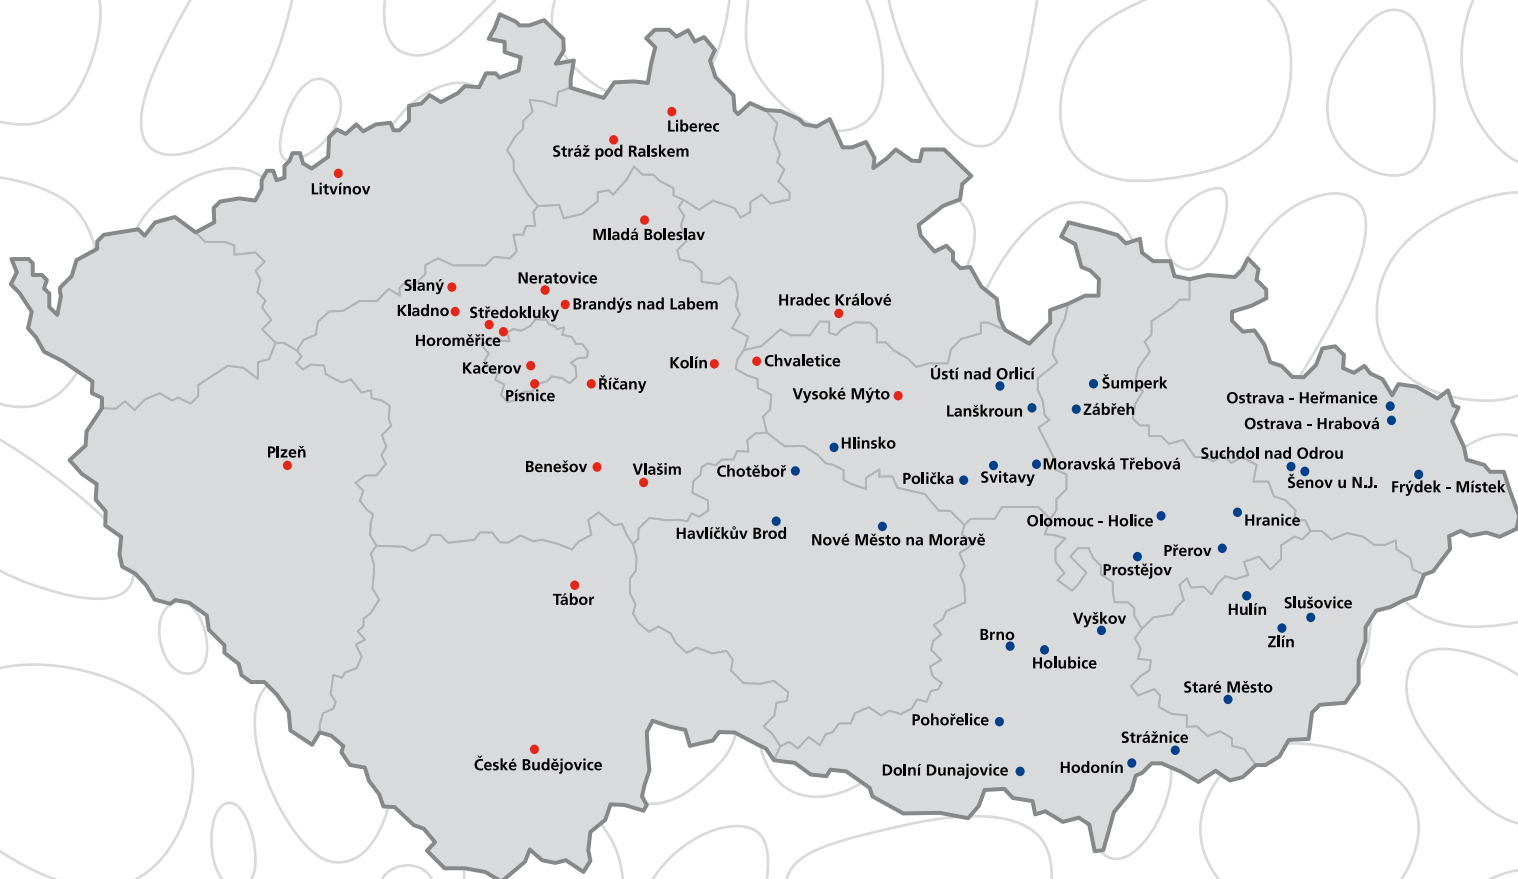 Liberec
Stráž pod Ralskem
Litvínov
Mladá Boleslav
Neratovice
Slaný
Brandýs nad Labem
Kladno
Středokluky
Hradec Králové
Horoměřice
Kačerov
Kolín
Chvaletice
Písnice
Říčany
Vysoké Mýto
Ústí nad Orlicí
Šumperk
Lanškroun
Zábřeh
Ostrava - Heřmanice
Ostrava - Hrabová
Hlinsko
Plzeň
Suchdol nad Odrou
Benešov
Vlašim
Chotěboř
Polička
Svitavy
Moravská Třebová
Šenov u N.J.
Frýdek - Místek
Havlíčkův Brod
Nové Město na Moravě
Olomouc - Holice
Hranice
Přerov
Prostějov
Tábor
Hulín
Slušovice
Vyškov
Brno
Zlín
Holubice
Staré Město
Pohořelice
Strážnice
České Budějovice
Dolní Dunajovice
Hodonín